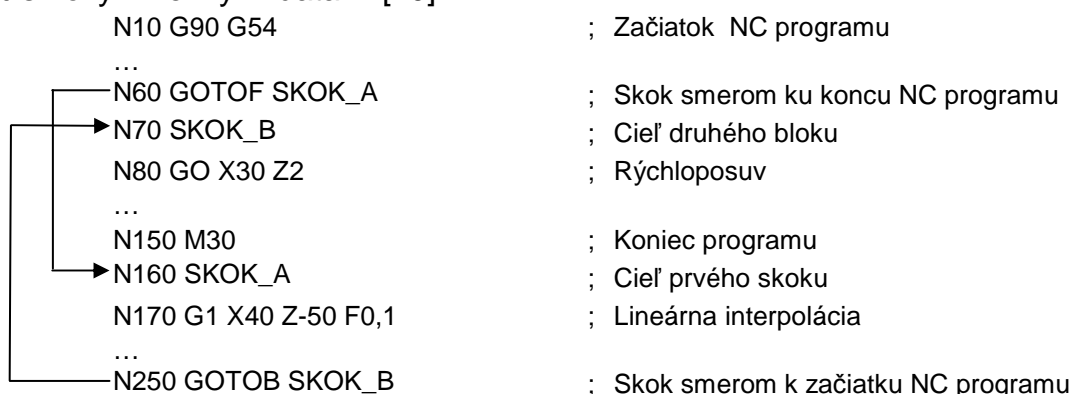 N10 G90 G54 ; Začiatok NC programu
…
N60 GOTOF SKOK_A ; Skok smerom ku koncu NC programu
N70 SKOK_B ; Cieľ druhého bloku
N80 GO X30 Z2 ; Rýchloposuv
…
N150 M30 ; Koniec programu
N160 SKOK_A ; Cieľ prvého skoku
N170 G1 X40 Z-50 F0,1 ; Lineárna interpolácia
…
N250 GOTOB SKOK_B ; Skok smerom k začiatku NC programu